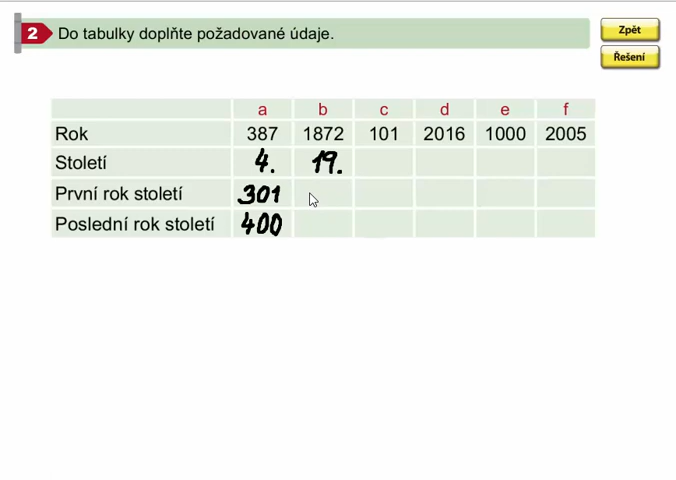 2 Do tabulky doplňte požadované údaje.
Zpět
Řešení
a b c d e f
Rok 387 1872 101 2016 1000 2005
Století 4. 19.
První rok století 301
Poslední rok století 400